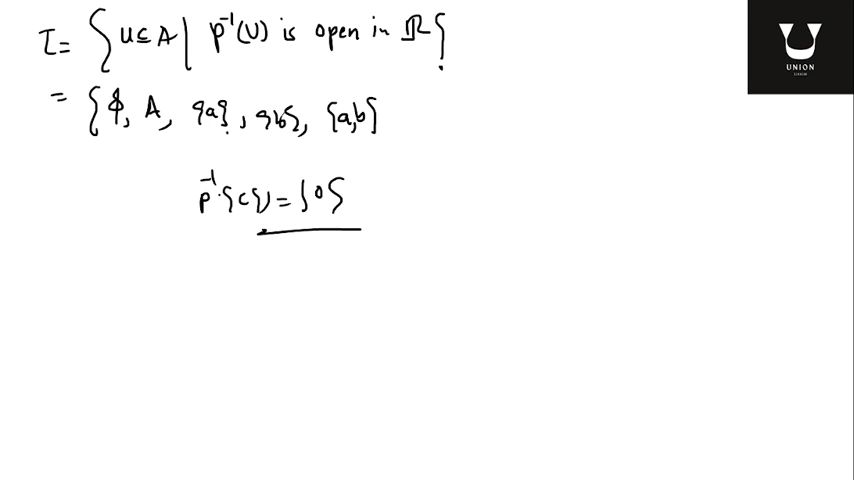 τ = { U ⊆ A | p⁻¹(U) is open in ℝ }
= { ϕ, A, {a}, {b}, {a,b} }
p⁻¹{c} = {0}
UNION